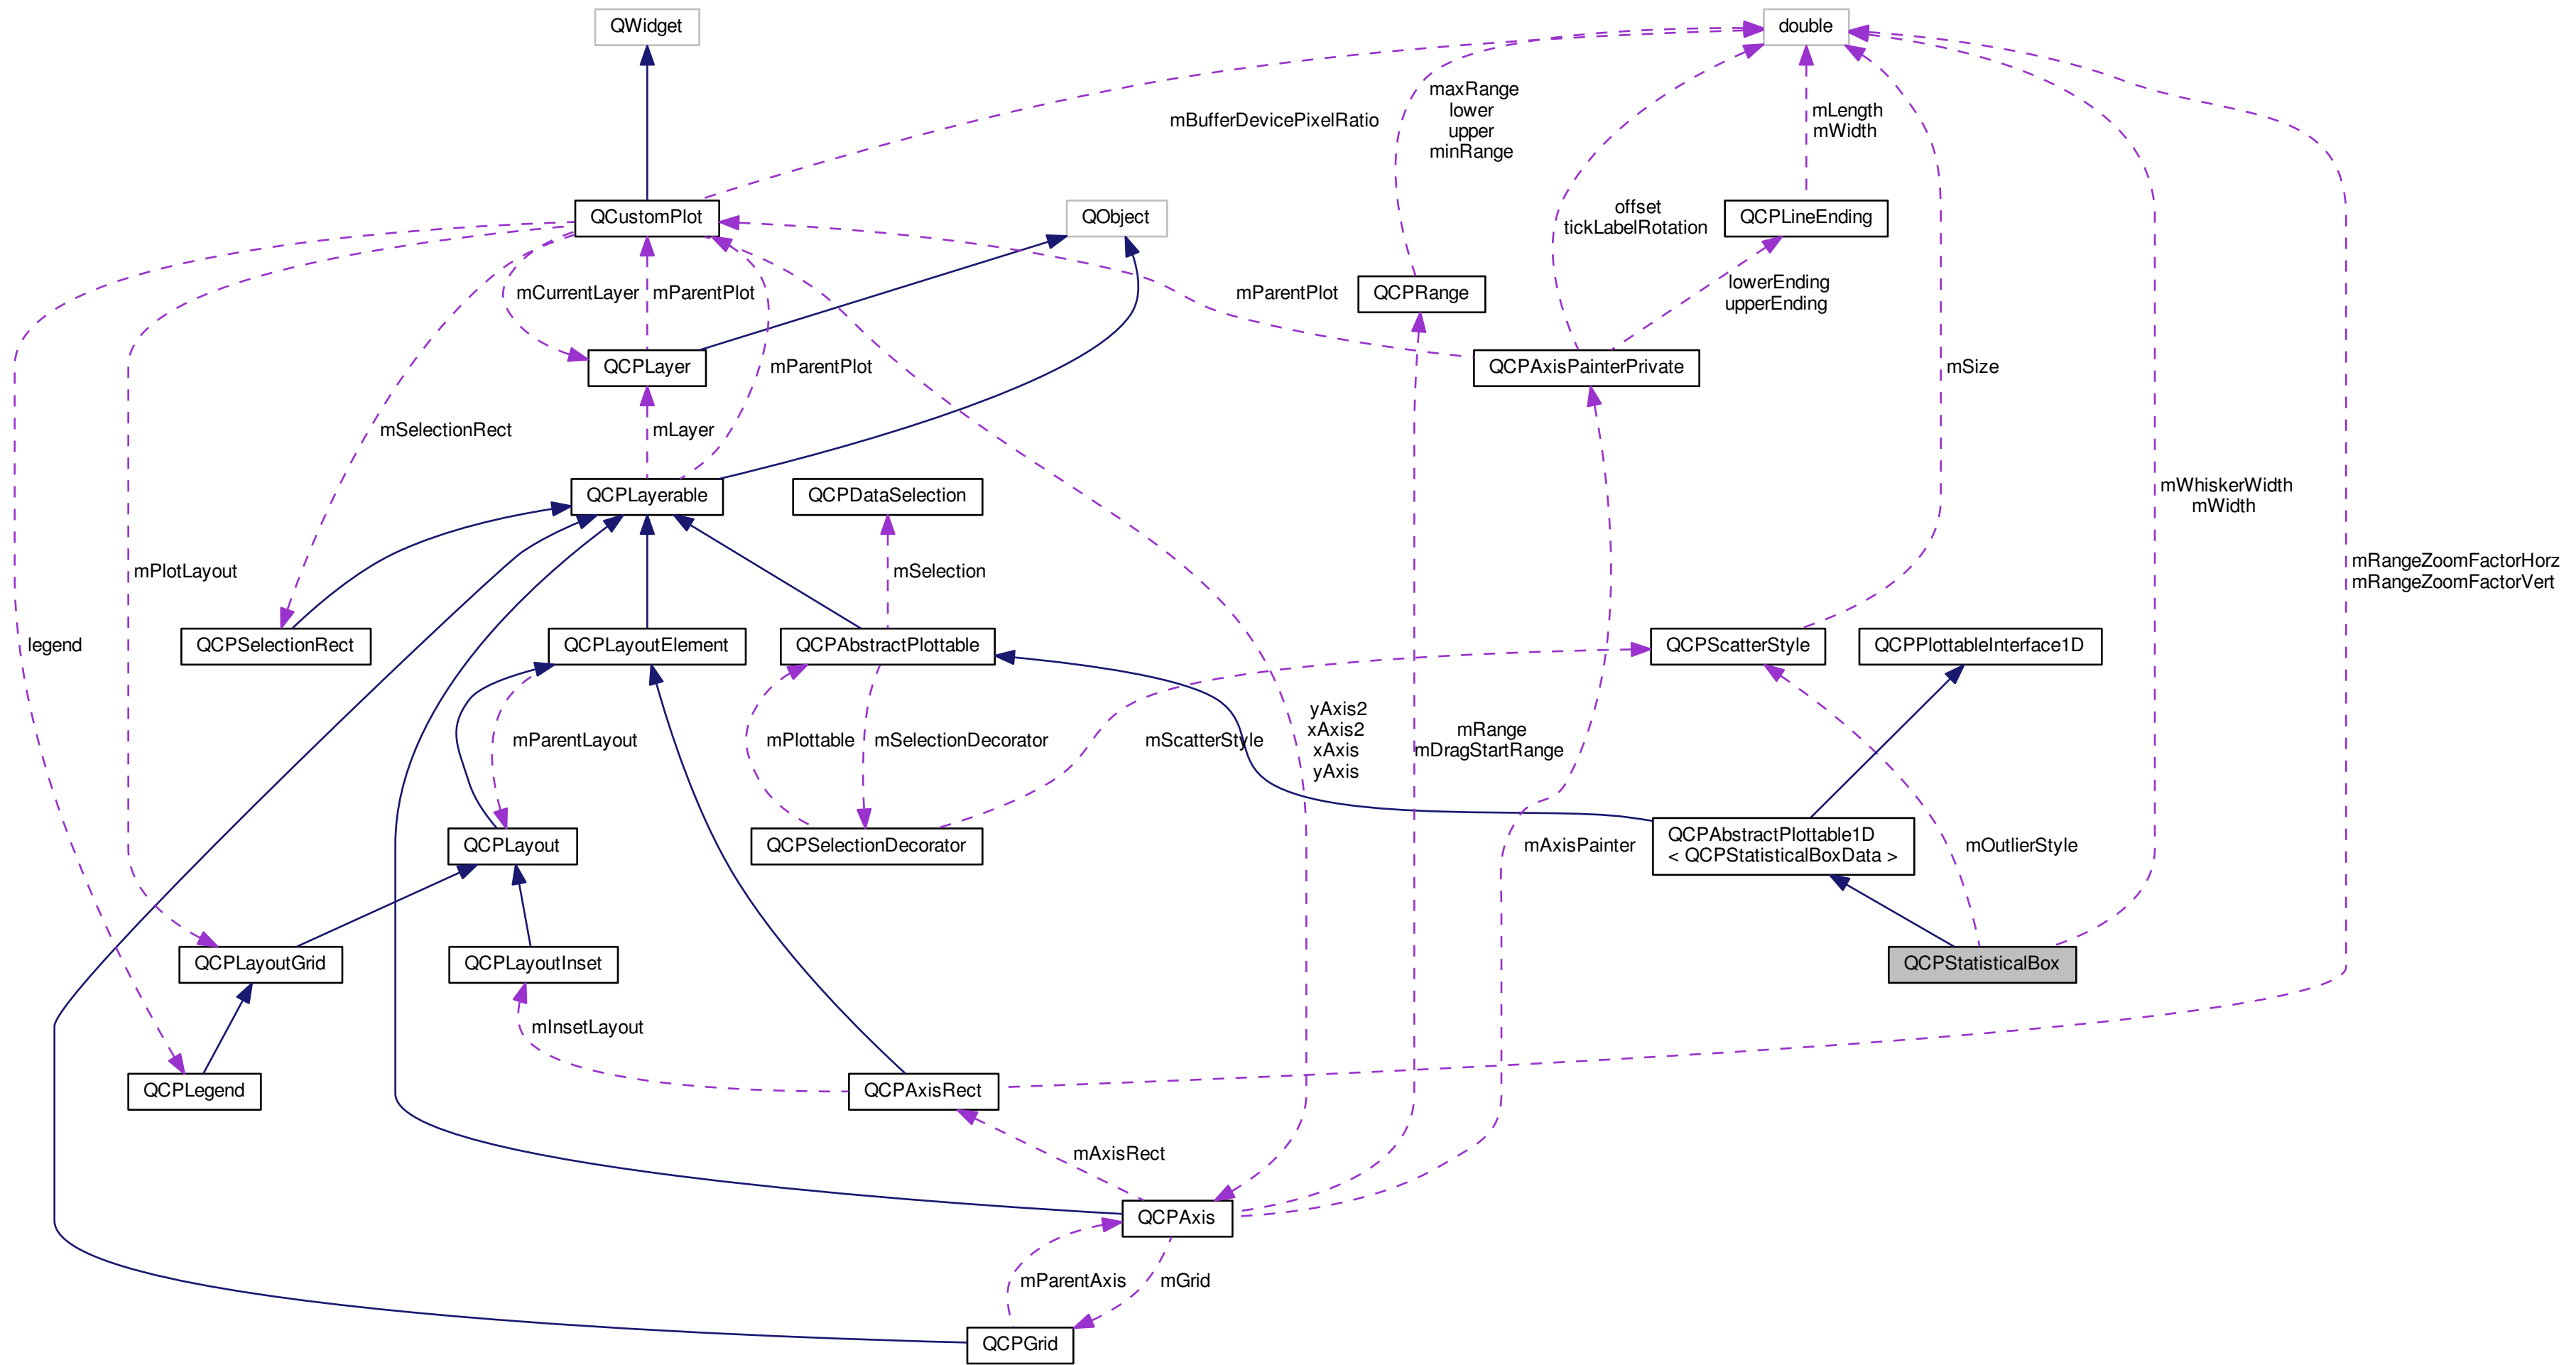 QWidget
double
maxRange
lower
upper
minRange
mBufferDevicePixelRatio
mLength
mWidth
QCustomPlot
QObject
offset
tickLabelRotation
QCPLineEnding
mCurrentLayer
mParentPlot
mParentPlot
QCPRange
lowerEnding
upperEnding
QCPLayer
mParentPlot
QCPAxisPainterPrivate
mSize
mSelectionRect
mLayer
QCPLayerable
QCPDataSelection
mWhiskerWidth
mWidth
mPlotLayout
mSelection
mRangeZoomFactorHorz
mRangeZoomFactorVert
legend
QCPSelectionRect
QCPLayoutElement
QCPAbstractPlottable
QCPScatterStyle
QCPPlottableInterface1D
mParentLayout
mPlottable
mSelectionDecorator
mScatterStyle
yAxis2
xAxis2
xAxis
yAxis
mRange
mDragStartRange
QCPLayout
QCPSelectionDecorator
mAxisPainter
QCPAbstractPlottable1D
< QCPStatisticalBoxData >
mOutlierStyle
QCPLayoutGrid
QCPLayoutInset
QCPStatisticalBox
mInsetLayout
QCPLegend
QCPAxisRect
mAxisRect
QCPAxis
mParentAxis
mGrid
QCPGrid